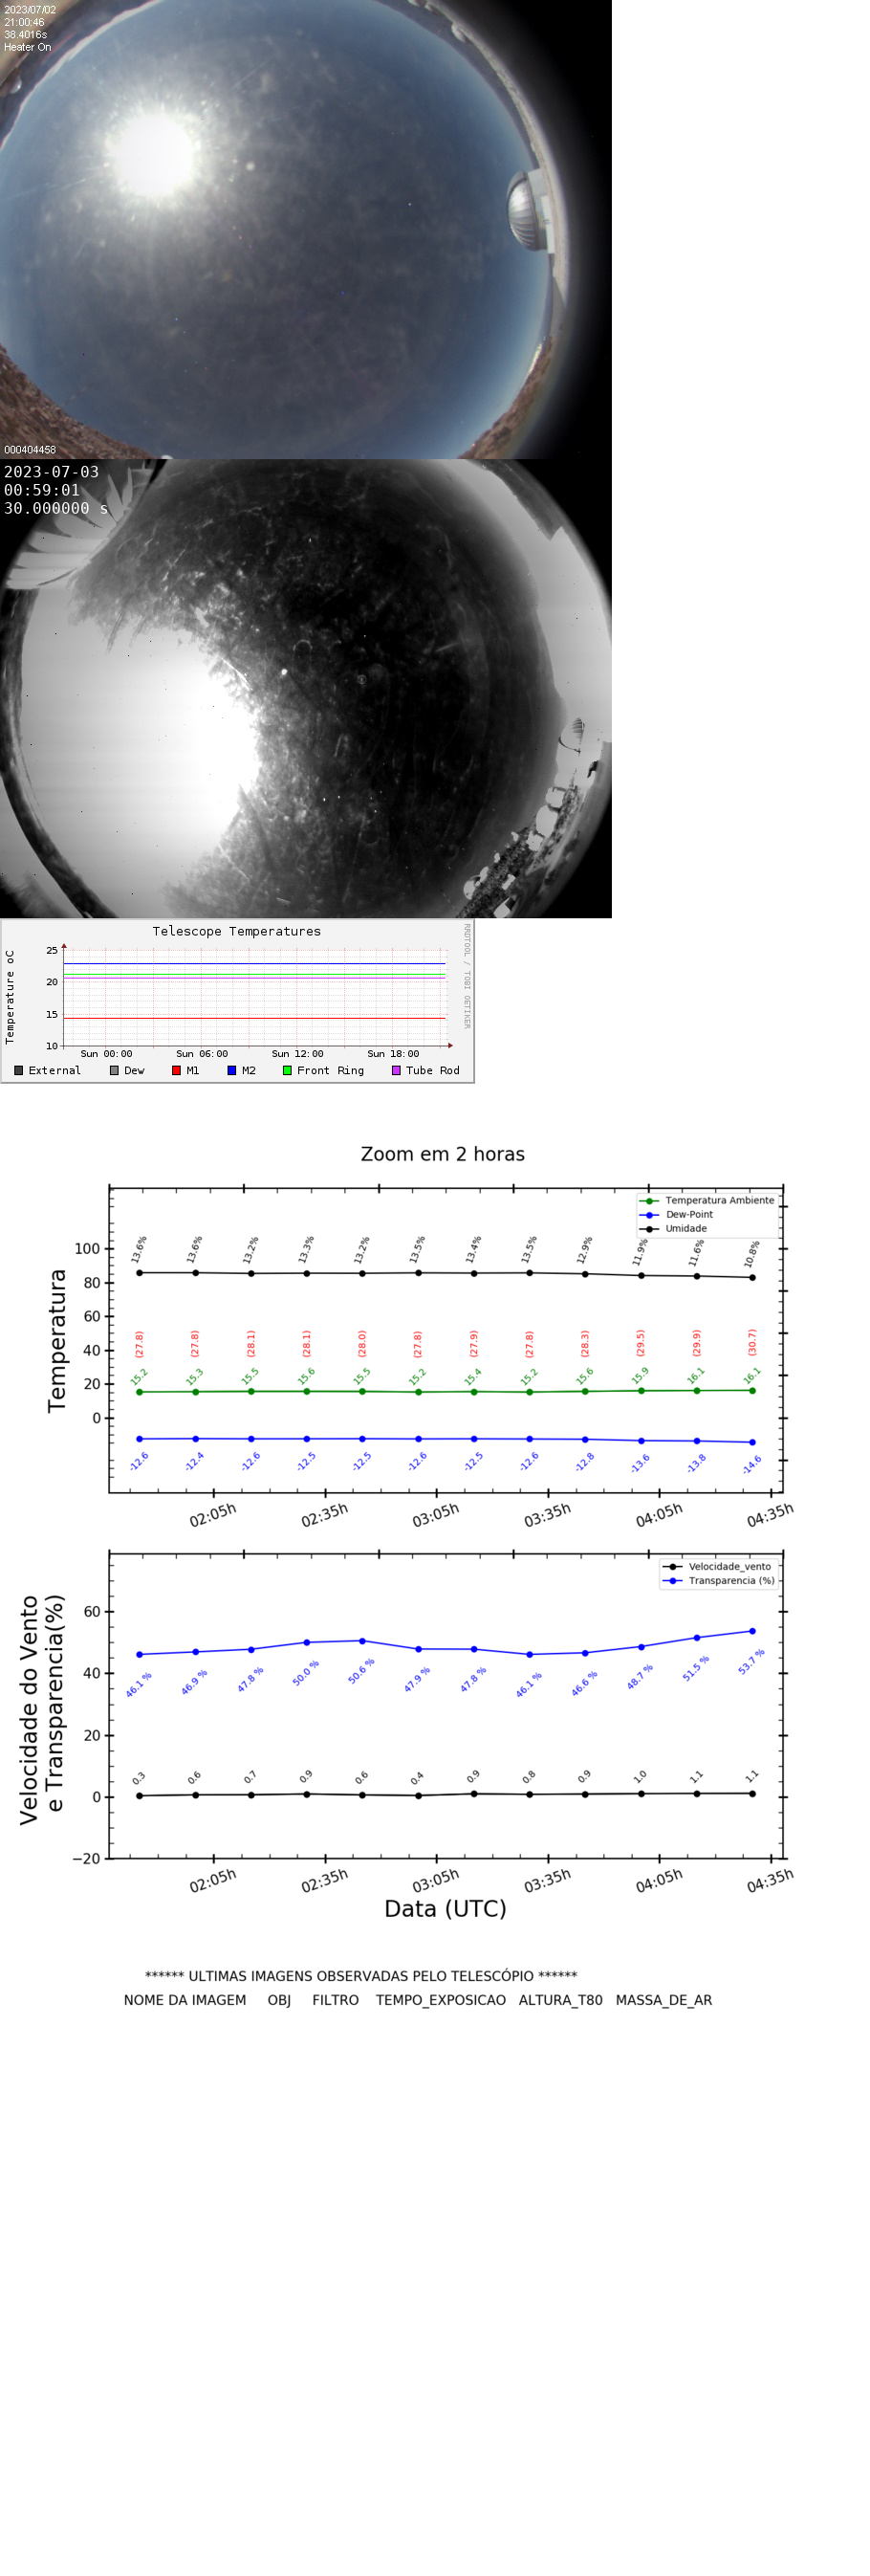 2023/07/02
21:00:46
38.4016s
Heater On
000404458
2023-07-03
00:59:01
30.000000 s
Telescope Temperatures
RRDTOOL / TOBI OETIKER
Temperature oC
25
20
15
10
Sun 00:00 Sun 06:00 Sun 12:00 Sun 18:00
External Dew M1 M2 Front Ring Tube Rod
Zoom em 2 horas
Temperatura Ambiente
Dew-Point
Umidade
Temperatura
100
80
60
40
20
0
13.6% 13.6% 13.2% 13.3% 13.2% 13.5% 13.4% 13.5% 12.9% 11.9% 11.6% 10.8%
(27.8) (27.8) (28.1) (28.1) (28.0) (27.8) (27.9) (27.8) (28.3) (29.5) (29.9) (30.7)
15.2 15.3 15.5 15.6 15.5 15.2 15.4 15.2 15.6 15.9 16.1 16.1
-12.6 -12.4 -12.6 -12.5 -12.5 -12.6 -12.5 -12.6 -12.8 -13.6 -13.8 -14.6
02:05h 02:35h 03:05h 03:35h 04:05h 04:35h
Velocidade_vento
Transparencia (%)
Velocidade do Vento
e Transparencia(%)
60
40
20
0
−20
46.1 % 46.9 % 47.8 % 50.0 % 50.6 % 47.9 % 47.8 % 46.1 % 46.6 % 48.7 % 51.5 % 53.7 %
0.3 0.6 0.7 0.9 0.6 0.4 0.9 0.8 0.9 1.0 1.1 1.1
02:05h 02:35h 03:05h 03:35h 04:05h 04:35h
Data (UTC)
****** ULTIMAS IMAGENS OBSERVADAS PELO TELESCÓPIO ******
NOME DA IMAGEM OBJ FILTRO TEMPO_EXPOSICAO ALTURA_T80 MASSA_DE_AR